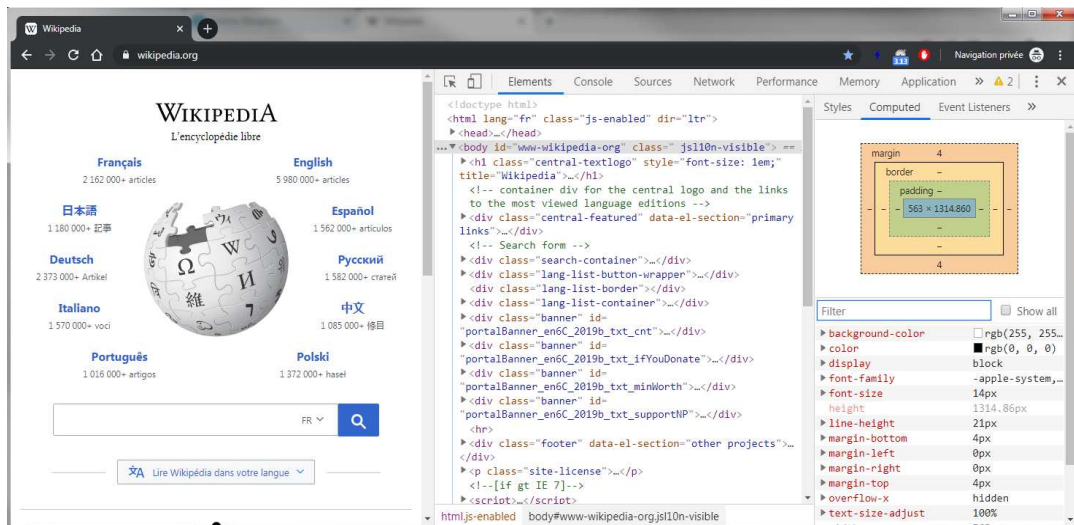 Wikipedia
wikipedia.org
3.13
Navigation privée
WIKIPEDIA
L'encyclopédie libre
Français
2 162 000+ articles
English
5 980 000+ articles
日本語
1 180 000+ 記事
Español
1 562 000+ artículos
Deutsch
2 373 000+ Artikel
Русский
1 582 000+ статей
Italiano
1 570 000+ voci
中文
1 085 000+ 條目
Português
1 016 000+ artigos
Polski
1 372 000+ haseł
Ω
W
И
維
7
FR
文A Lire Wikipédia dans votre langue
Elements Console Sources Network Performance Memory Application » 2
<!doctype html>
<html lang="fr" class="js-enabled" dir="ltr">
<head>…</head>
…<body id="www-wikipedia-org" class=" jsl10n-visible"> ==
<h1 class="central-textlogo" style="font-size: 1em;"
title="Wikipedia">…</h1>
<!-- container div for the central logo and the links
to the most viewed language editions -->
<div class="central-featured" data-el-section="primary
links">…</div>
<!-- Search form -->
<div class="search-container">…</div>
<div class="lang-list-button-wrapper">…</div>
<div class="lang-list-border"></div>
<div class="lang-list-container">…</div>
<div class="banner" id=
"portalBanner_en6C_2019b_txt_cnt">…</div>
<div class="banner" id=
"portalBanner_en6C_2019b_txt_ifYouDonate">…</div>
<div class="banner" id=
"portalBanner_en6C_2019b_txt_minWorth">…</div>
<div class="banner" id=
"portalBanner_en6C_2019b_txt_supportNP">…</div>
<hr>
<div class="footer" data-el-section="other projects">…
</div>
<p class="site-license">…</p>
<!--[if gt IE 7]-->
<script>…</script>
html.js-enabled body#www-wikipedia-org.jsl10n-visible
Styles Computed Event Listeners »
margin 4
border –
padding –
– – – 563 × 1314.860 – – –
–
–
4
Filter
Show all
background-color rgb(255, 255…
color rgb(0, 0, 0)
display block
font-family -apple-system,…
font-size 14px
height 1314.86px
line-height 21px
margin-bottom 4px
margin-left 0px
margin-right 0px
margin-top 4px
overflow-x hidden
text-size-adjust 100%